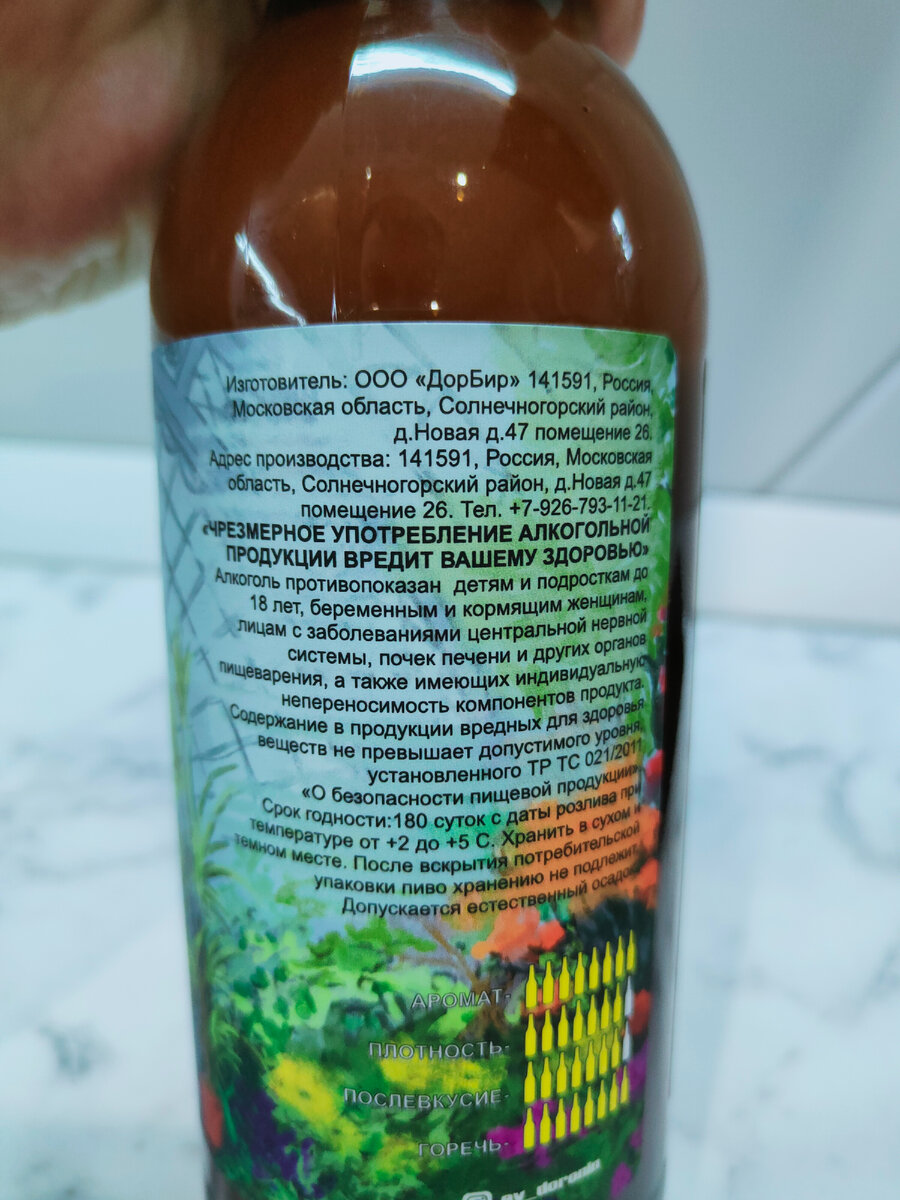 Изготовитель: ООО «ДорБир» 141591, Россия,
Московская область, Солнечногорский район,
д.Новая д.47 помещение 26.
Адрес производства: 141591, Россия, Московская
область, Солнечногорский район, д.Новая д.47
помещение 26. Тел. +7-926-793-11-21.
«ЧРЕЗМЕРНОЕ УПОТРЕБЛЕНИЕ АЛКОГОЛЬНОЙ
ПРОДУКЦИИ ВРЕДИТ ВАШЕМУ ЗДОРОВЬЮ»
Алкоголь противопоказан детям и подросткам до
18 лет, беременным и кормящим женщинам,
лицам с заболеваниями центральной нервной
системы, почек печени и других органов
пищеварения, а также имеющих индивидуальную
непереносимость компонентов продукта.
Содержание в продукции вредных для здоровья
веществ не превышает допустимого уровня,
установленного ТР ТС 021/2011
«О безопасности пищевой продукции».
Срок годности:180 суток с даты розлива при
температуре от +2 до +5 С. Хранить в сухом и
темном месте. После вскрытия потребительской
упаковки пиво хранению не подлежит.
Допускается естественный осадок.
АРОМАТ-
ПЛОТНОСТЬ-
ПОСЛЕВКУСИЕ-
ГОРЕЧЬ-